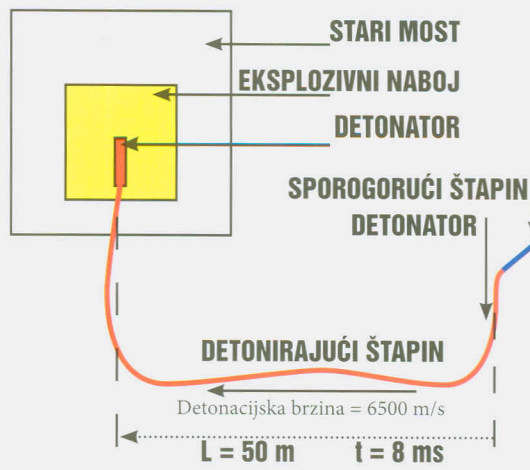 STARI MOST
EKSPLOZIVNI NABOJ
DETONATOR
SPOROGORUĆI ŠTAPIN
DETONATOR
DETONIRAJUĆI ŠTAPIN
Detonacijska brzina = 6500 m/s
L = 50 m t = 8 ms